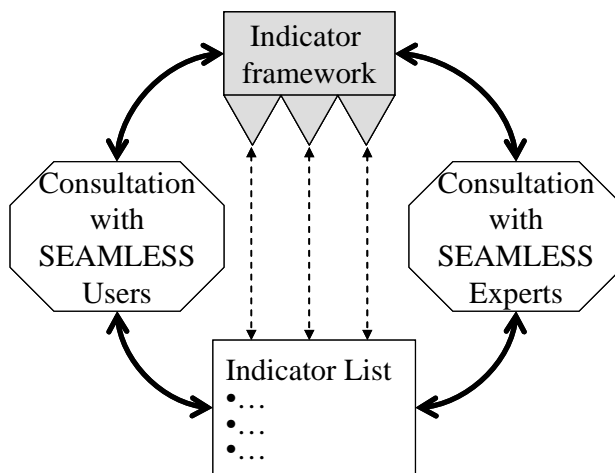 Indicator
framework
Consultation
with
SEAMLESS
Users
Consultation
with
SEAMLESS
Experts
Indicator List
•...
•...
•...